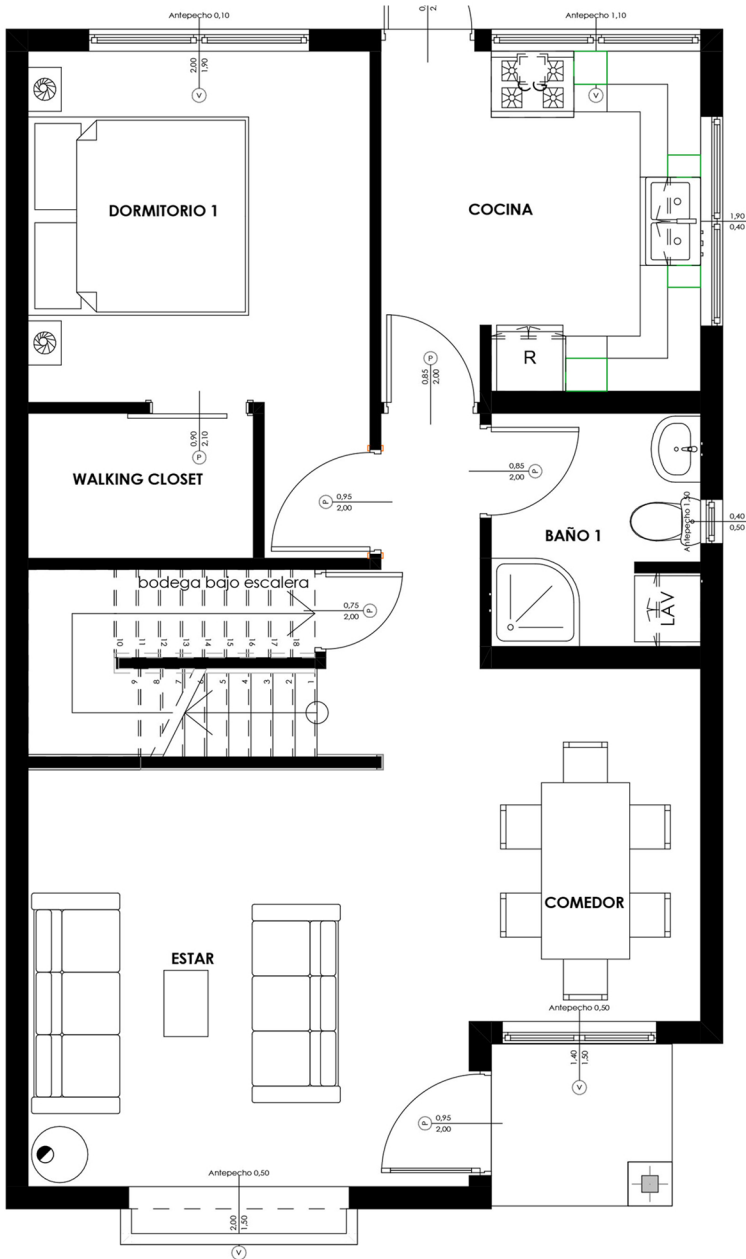 Antepecho 0,10
0,
2,
Antepecho 1,10
2,00
1,90
V
CG
V
DORMITORIO 1
COCINA
1,90
0,40
R
P
0,85
2,00
0,90
2,10
P
WALKING CLOSET
0,85
2,00
P
P
0,95
2,00
BAÑO 1
Antepecho 1,50
0,40
0,50
bodega bajo escalera
0,75
2,00
P
LAV
10
11
12
13
14
15
16
17
18
9
8
7
6
5
4
3
2
1
COMEDOR
ESTAR
Antepecho 0,50
1,40
1,50
V
P
0,95
2,00
Antepecho 0,50
2,00
1,50
V